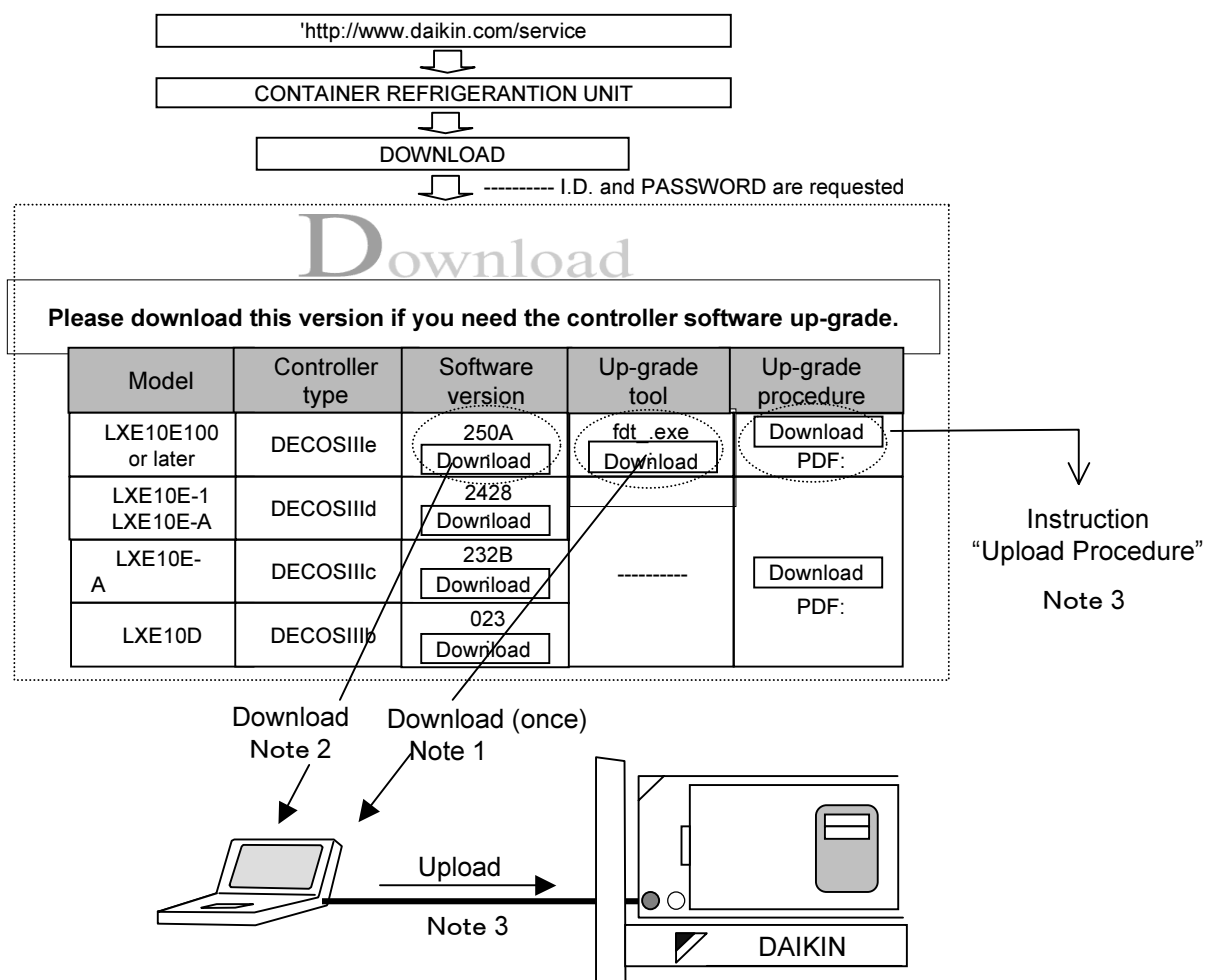 'http://www.daikin.com/service
CONTAINER REFRIGERANTION UNIT
DOWNLOAD
---------- I.D. and PASSWORD are requested
Download
Please download this version if you need the controller software up-grade.
Model
Controller
type
Software
version
Up-grade
tool
Up-grade
procedure
LXE10E100
or later
DECOSIIIe
250A
Download
fdt_.exe
Download
Download
PDF:
LXE10E-1
LXE10E-A
DECOSIIId
2428
Download
LXE10E-
A
DECOSIIIc
232B
Download
----------
Download
PDF:
LXE10D
DECOSIIIb
023
Download
Instruction
“Upload Procedure”
Note 3
Download
Note 2
Download (once)
Note 1
Upload
Note 3
DAIKIN